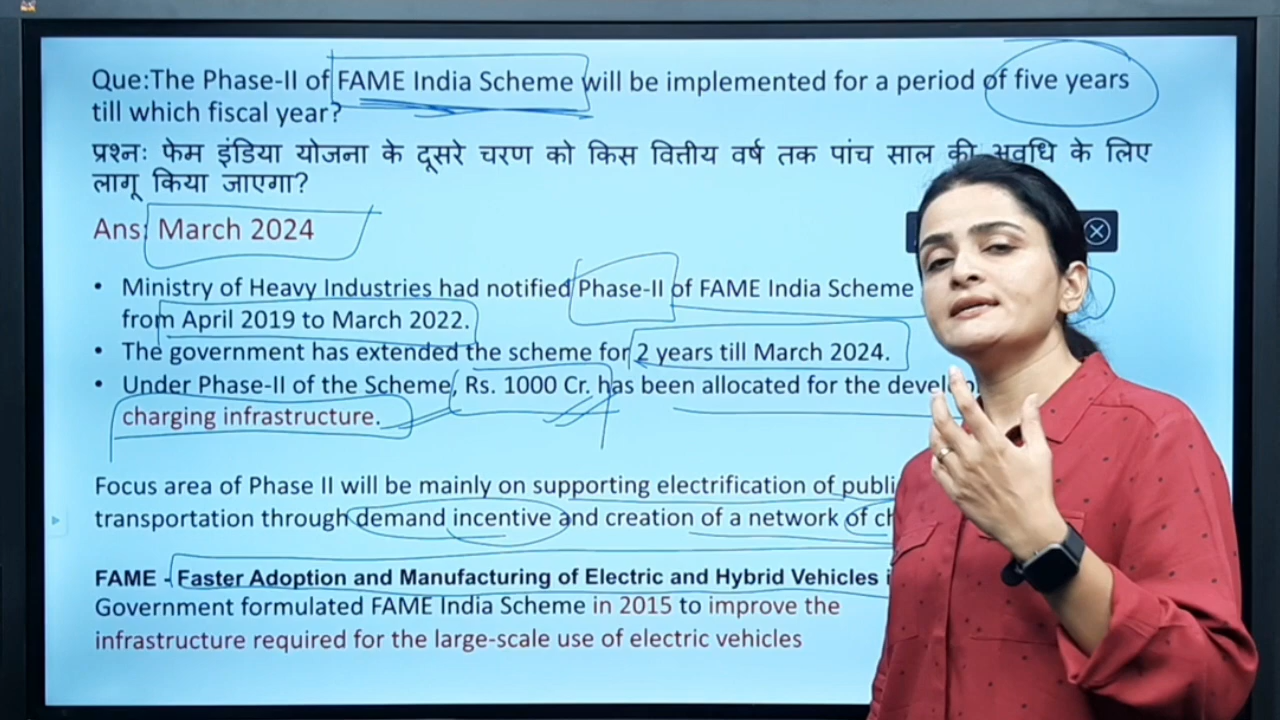 Que:The Phase-II of FAME India Scheme will be implemented for a period of five years
till which fiscal year?
प्रश्नः फेम इंडिया योजना के दूसरे चरण को किस वित्तीय वर्ष तक पांच साल की अवधि के लिए
लागू किया जाएगा?
Ans: March 2024
• Ministry of Heavy Industries had notified Phase-II of FAME India Scheme
from April 2019 to March 2022.
• The government has extended the scheme for 2 years till March 2024.
• Under Phase-II of the Scheme, Rs. 1000 Cr. has been allocated for the
charging infrastructure.
Focus area of Phase II will be mainly on supporting electrification of
transportation through demand incentive and creation of a network of
FAME - Faster Adoption and Manufacturing of Electric and Hybrid Vehicles
Government formulated FAME India Scheme in 2015 to improve the
infrastructure required for the large-scale use of electric vehicles